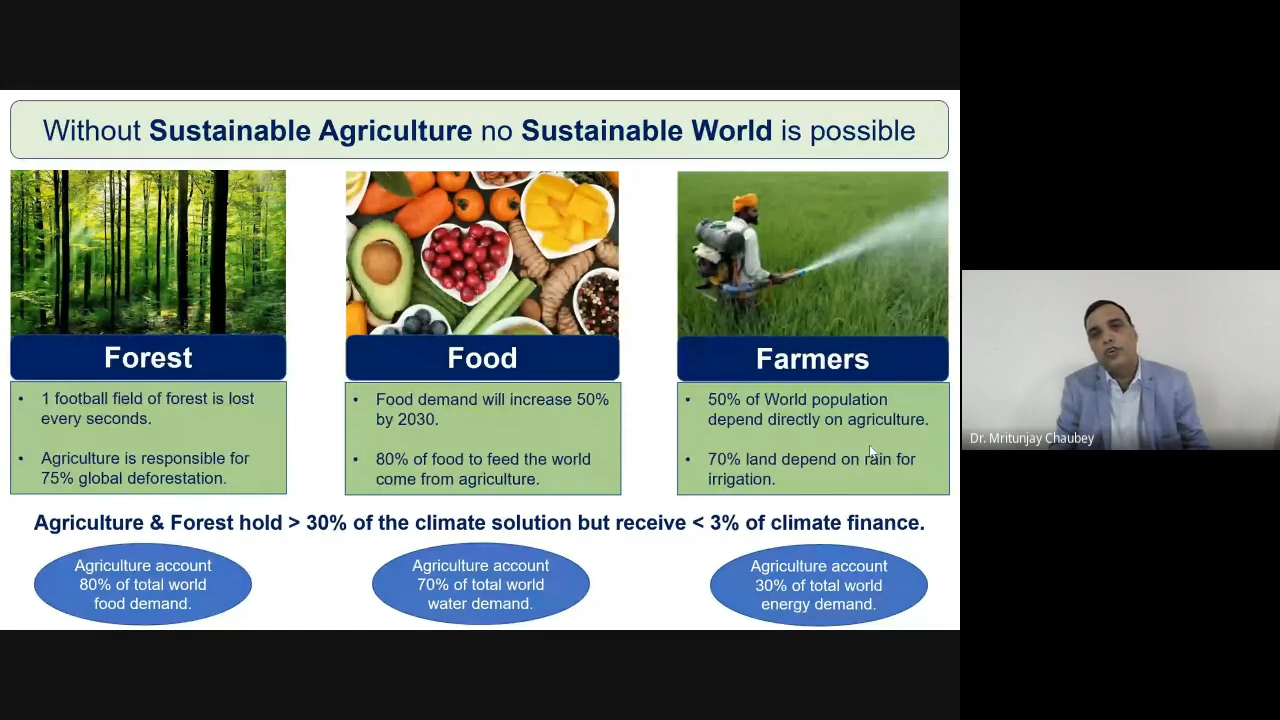 Without Sustainable Agriculture no Sustainable World is possible
Forest
• 1 football field of forest is lost
every seconds.
• Agriculture is responsible for
75% global deforestation.
Food
• Food demand will increase 50%
by 2030.
• 80% of food to feed the world
come from agriculture.
Farmers
• 50% of World population
depend directly on agriculture.
• 70% land depend on rain for
irrigation.
Agriculture & Forest hold > 30% of the climate solution but receive < 3% of climate finance.
Agriculture account
80% of total world
food demand.
Agriculture account
70% of total world
water demand.
Agriculture account
30% of total world
energy demand.
Dr. Mritunjay Chaubey